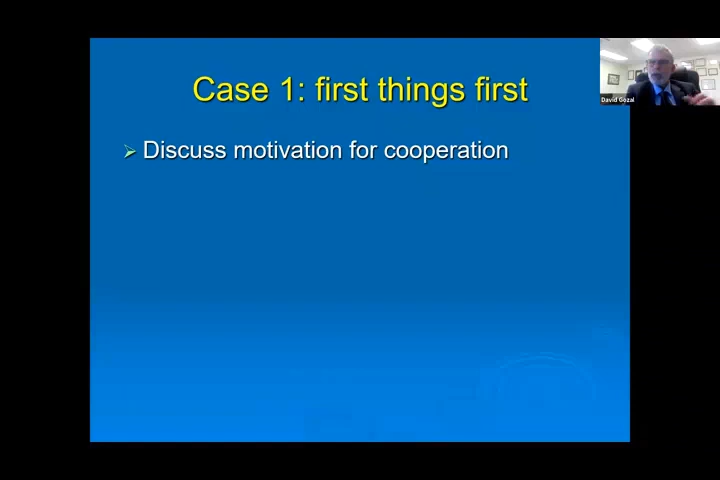 Case 1: first things first
Discuss motivation for cooperation
David Gozal